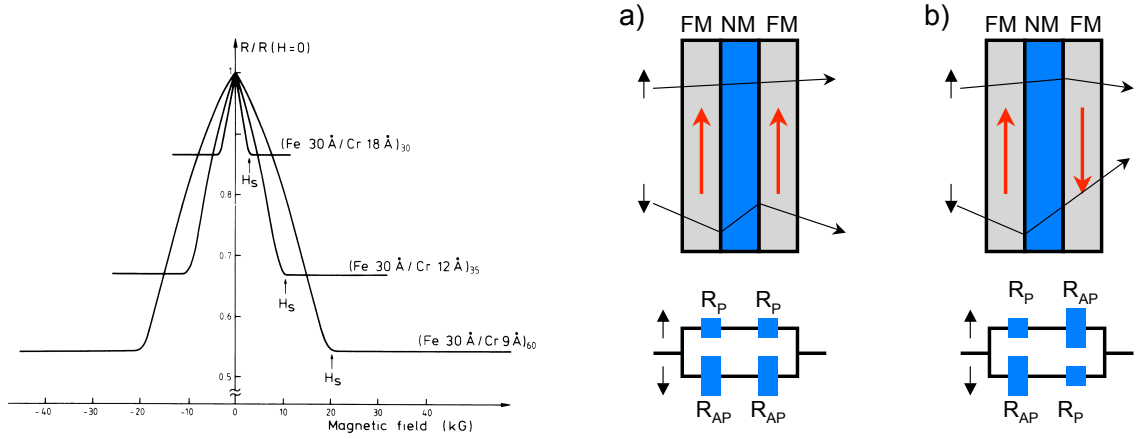 R/R(H=0)
1
0.8
0.7
0.6
0.5
(Fe 30 Å/Cr 18 Å)30
HS
(Fe 30 Å/Cr 12 Å)35
HS
(Fe 30 Å/Cr 9 Å)60
HS
-40 -30 -20 -10 0 10 20 30 40
Magnetic field (kG)
a)
FM NM FM
RP RP
RAP RAP
b)
FM NM FM
RP RAP
RAP RP